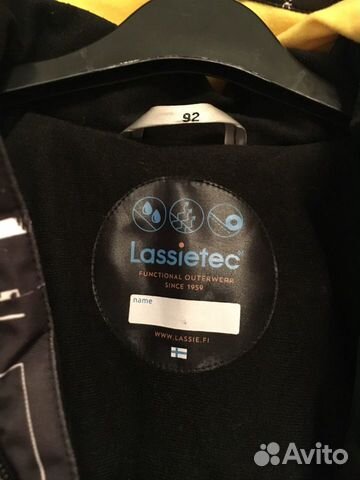 92
Lassietec
FUNCTIONAL OUTERWEAR
SINCE 1959
name
WWW.LASSIE.FI
Avito